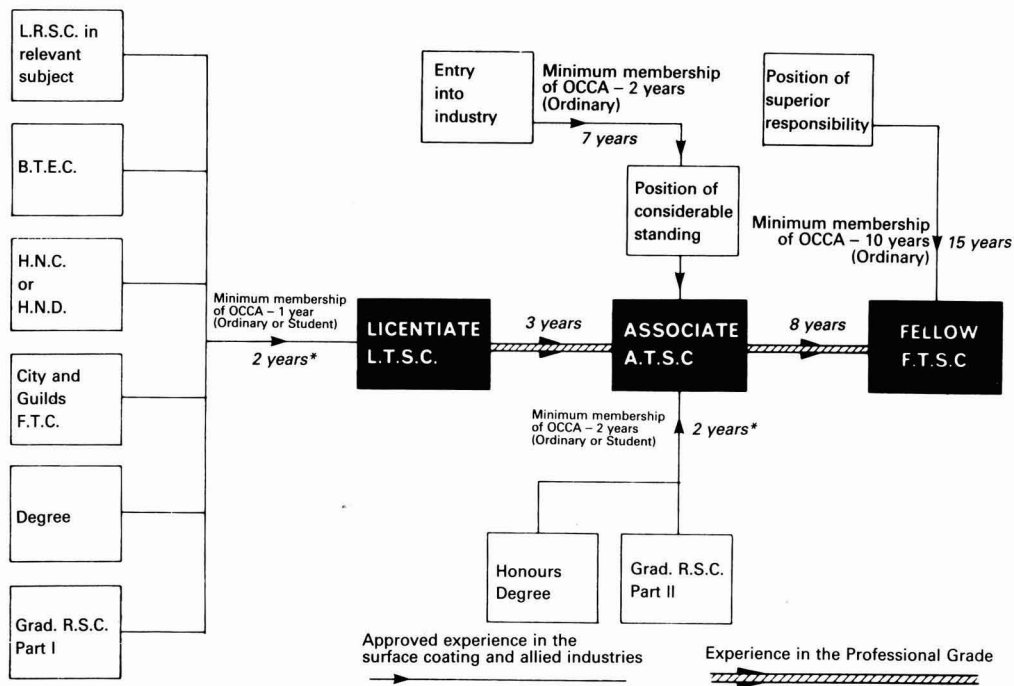 L.R.S.C. in
relevant
subject
B.T.E.C.
H.N.C.
or
H.N.D.
City and
Guilds
F.T.C.
Degree
Grad. R.S.C.
Part I
Minimum membership
of OCCA – 1 year
(Ordinary or Student)
2 years*
LICENTIATE
L.T.S.C.
3 years
Entry
into
industry
Minimum membership
of OCCA – 2 years
(Ordinary)
7 years
Position of
considerable
standing
ASSOCIATE
A.T.S.C
8 years
Position of
superior
responsibility
Minimum membership
of OCCA – 10 years
(Ordinary)
15 years
FELLOW
F.T.S.C
Minimum membership
of OCCA – 2 years
(Ordinary or Student)
2 years*
Honours
Degree
Grad. R.S.C.
Part II
Approved experience in the
surface coating and allied industries
Experience in the Professional Grade